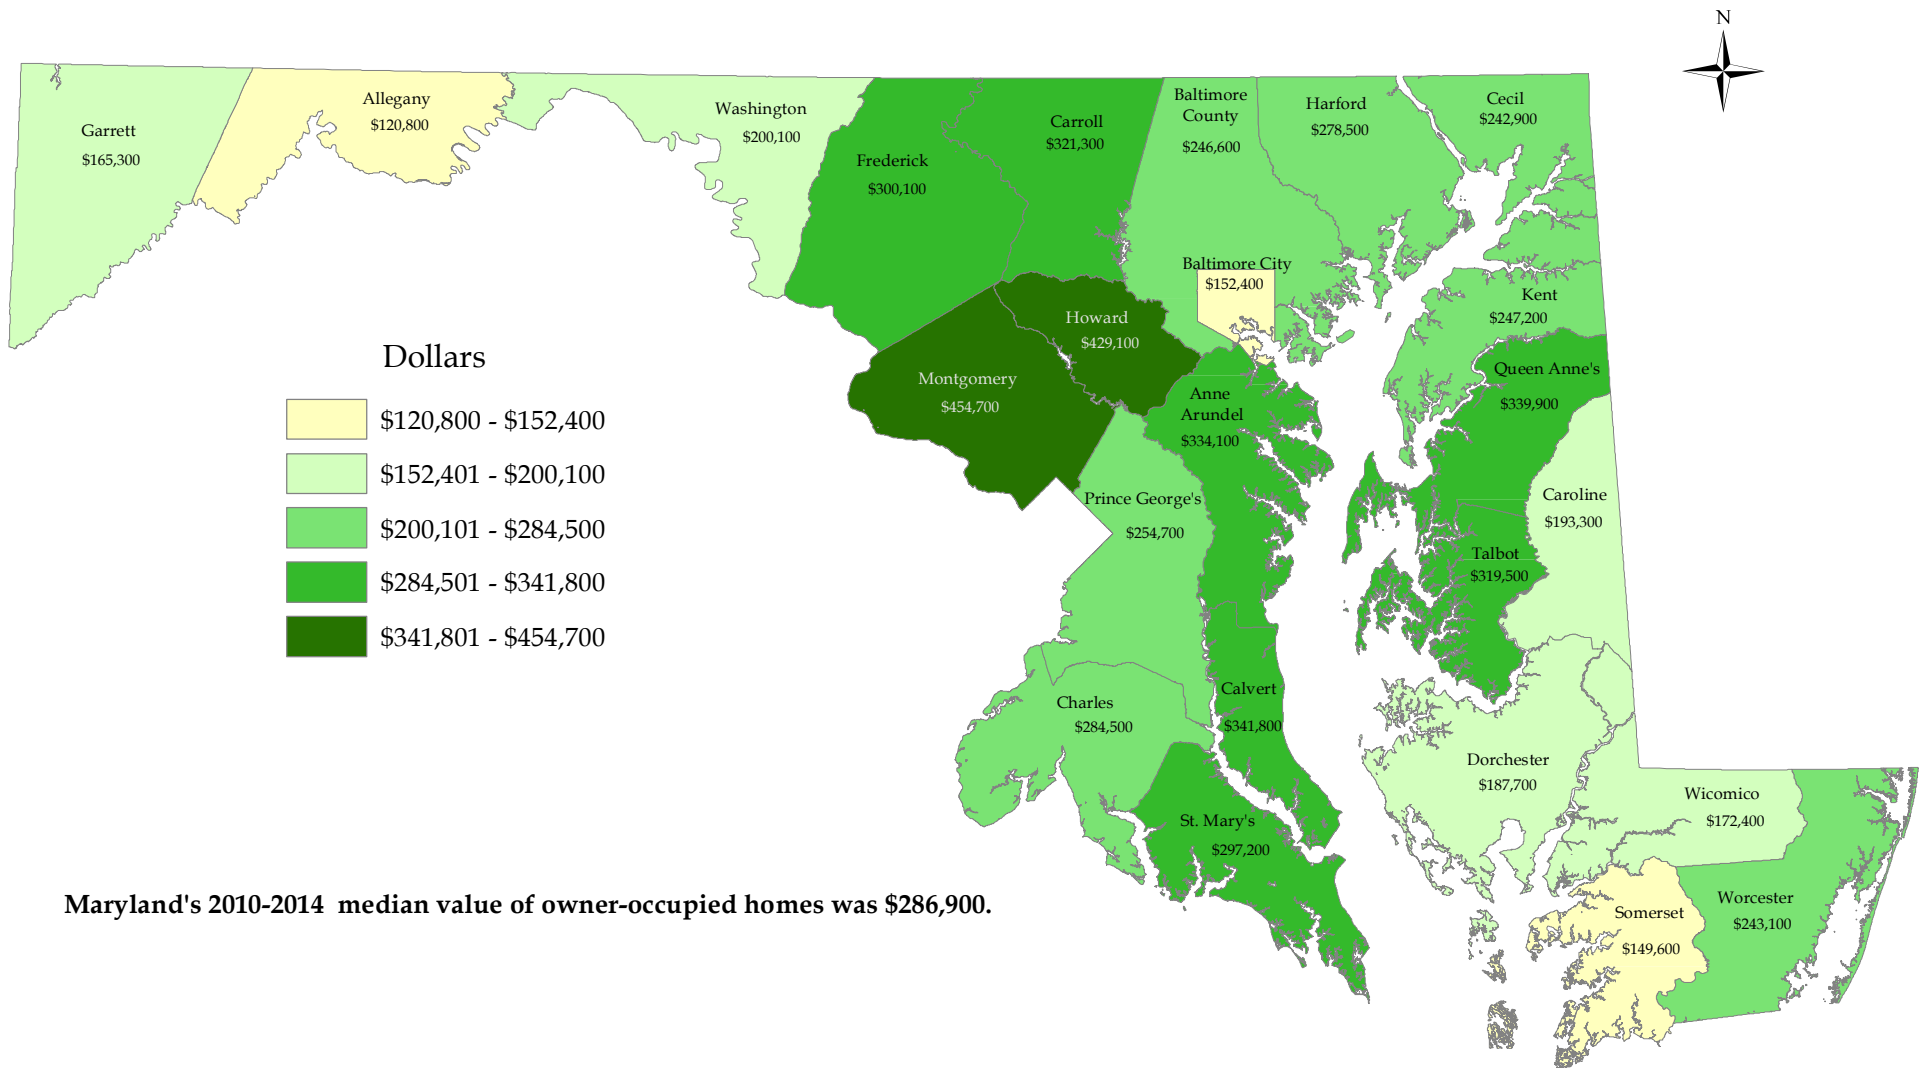 N
Garrett
$165,300
Allegany
$120,800
Washington
$200,100
Frederick
$300,100
Carroll
$321,300
Baltimore
County
$246,600
Harford
$278,500
Cecil
$242,900
Baltimore City
$152,400
Kent
$247,200
Howard
$429,100
Montgomery
$454,700
Anne
Arundel
$334,100
Queen Anne's
$339,900
Prince George's
$254,700
Caroline
$193,300
Talbot
$319,500
Calvert
$341,800
Charles
$284,500
Dorchester
$187,700
Wicomico
$172,400
St. Mary's
$297,200
Somerset
$149,600
Worcester
$243,100
Dollars
$120,800 - $152,400
$152,401 - $200,100
$200,101 - $284,500
$284,501 - $341,800
$341,801 - $454,700
Maryland's 2010-2014  median value of owner-occupied homes was $286,900.